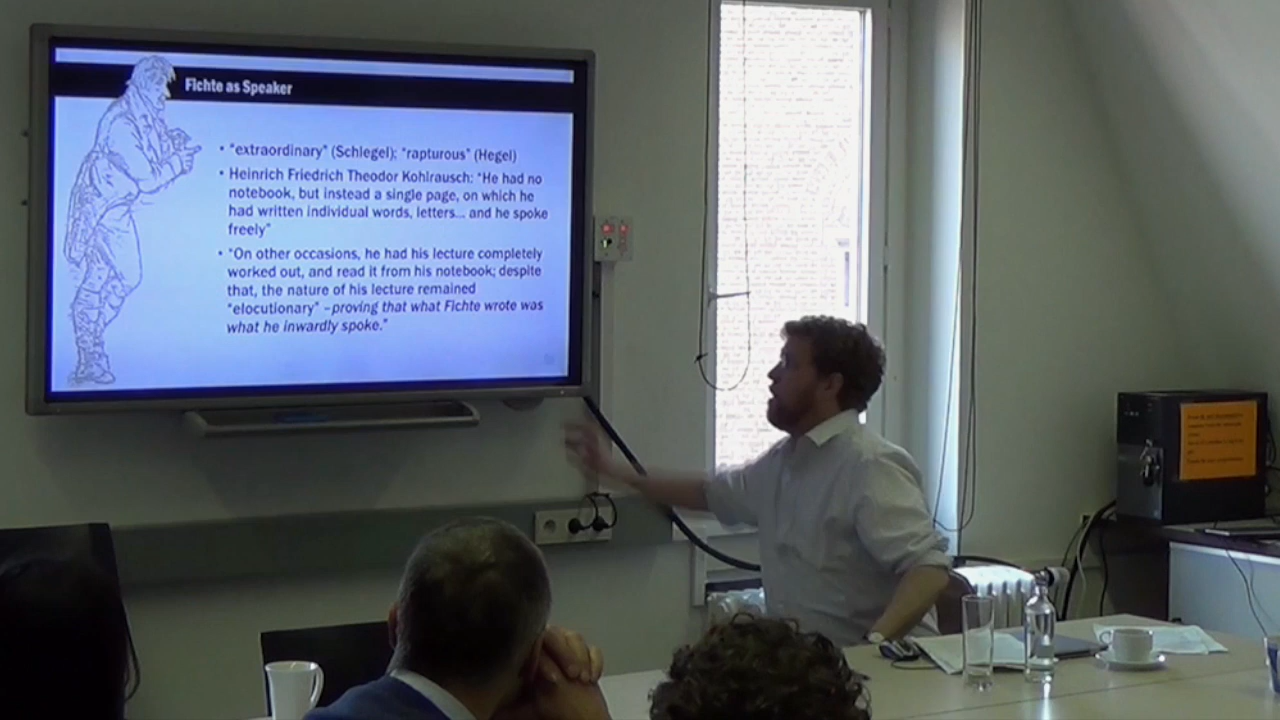 Fichte as Speaker
• "extraordinary" (Schlegel); "rapturous" (Hegel)
• Heinrich Friedrich Theodor Kohlrausch: "He had no
notebook, but instead a single page, on which he
had written individual words, letters... and he spoke
freely"
• "On other occasions, he had his lecture completely
worked out, and read it from his notebook; despite
that, the nature of his lecture remained
"elocutionary" –proving that what Fichte wrote was
what he inwardly spoke."